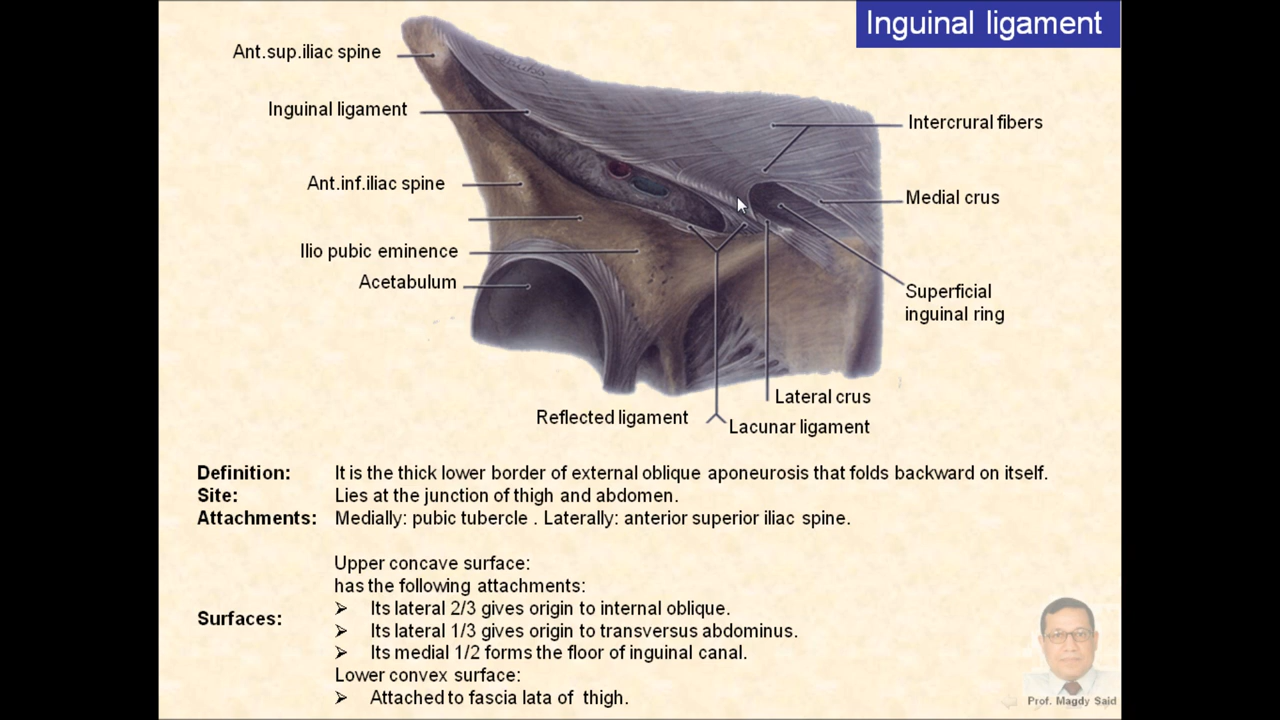 Inguinal ligament
Ant.sup.iliac spine
Inguinal ligament
Intercrural fibers
Ant.inf.iliac spine
Medial crus
Ilio pubic eminence
Acetabulum
Superficial
inguinal ring
Lateral crus
Reflected ligament
Lacunar ligament
Definition: It is the thick lower border of external oblique aponeurosis that folds backward on itself.
Site: Lies at the junction of thigh and abdomen.
Attachments: Medially: pubic tubercle . Laterally: anterior superior iliac spine.
Upper concave surface:
has the following attachments:
➢ Its lateral 2/3 gives origin to internal oblique.
Surfaces:
➢ Its lateral 1/3 gives origin to transversus abdominus.
➢ Its medial 1/2 forms the floor of inguinal canal.
Lower convex surface:
➢ Attached to fascia lata of thigh.
Prof. Magdy Said